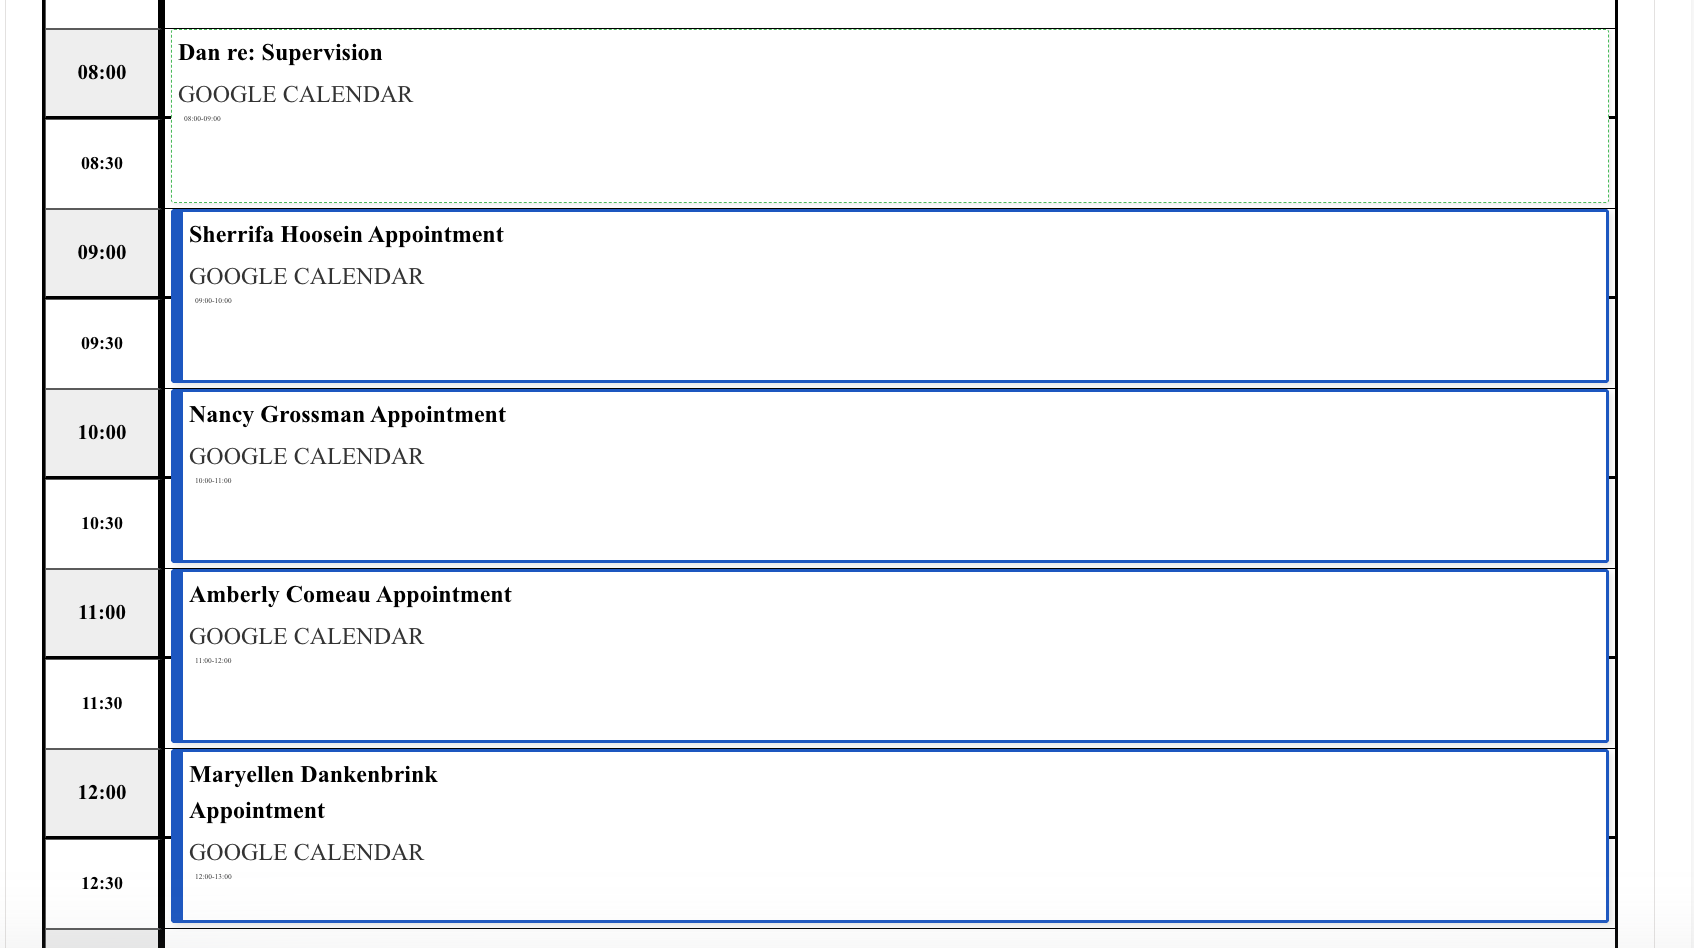 08:00
Dan re: Supervision
GOOGLE CALENDAR
08:00-09:00
08:30
09:00
Sherrifa Hoosein Appointment
GOOGLE CALENDAR
09:00-10:00
09:30
10:00
Nancy Grossman Appointment
GOOGLE CALENDAR
10:00-11:00
10:30
11:00
Amberly Comeau Appointment
GOOGLE CALENDAR
11:00-12:00
11:30
12:00
Maryellen Dankenbrink
Appointment
GOOGLE CALENDAR
12:00-13:00
12:30